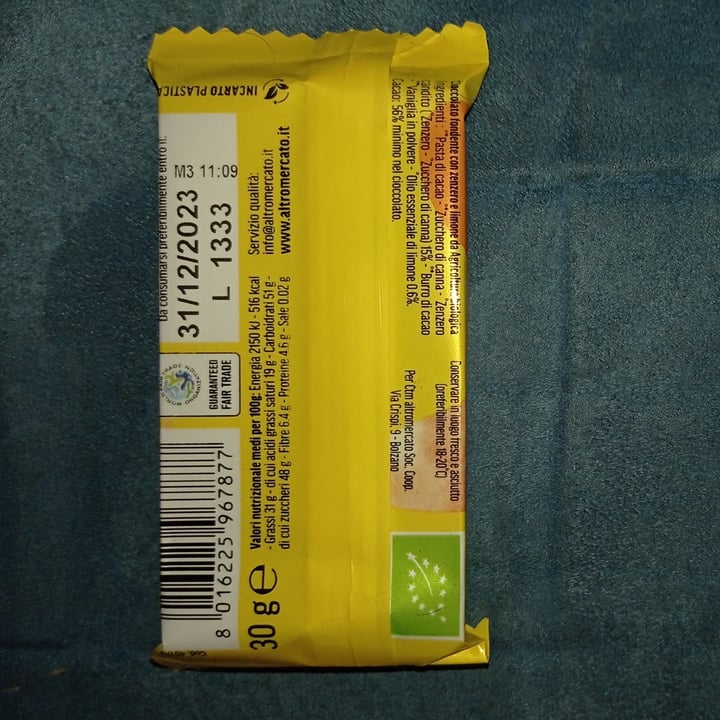 INCARTO PLASTICA
Da consumarsi preferibilmente entro il:
M3 11:09
31/12/2023
L 1333
Servizio qualità:
info@altromercato.it
www.altromercato.it
GUARANTEED
FAIR TRADE
Valori nutrizionale medi per 100g: Energia 2150 kJ - 516 kcal
- Grassi 31 g - di cui acidi grassi saturi 19 g - Carboidrati 51 g -
di cui zuccheri 48 g - Fibre 6.4 g - Proteine 4.6 g - Sale 0.02 g
8 016225 967877
30 g e
Cioccolato fondente con zenzero e limone da Agricoltura Biologica
Ingredienti: °*Pasta di cacao - °*Zucchero di canna - °Zenzero
candito (°Zenzero - °Zucchero di canna) 15% - °*Burro di cacao
- °*Vaniglia in polvere - °Olio essenziale di limone 0.6%.
Cacao: 56% minimo nel cioccolato.
Conservare in luogo fresco e asciutto
(preferibilmente 18-20°C)
Per Ctm altromercato Soc. Coop.
Via Crispi, 9 - Bolzano